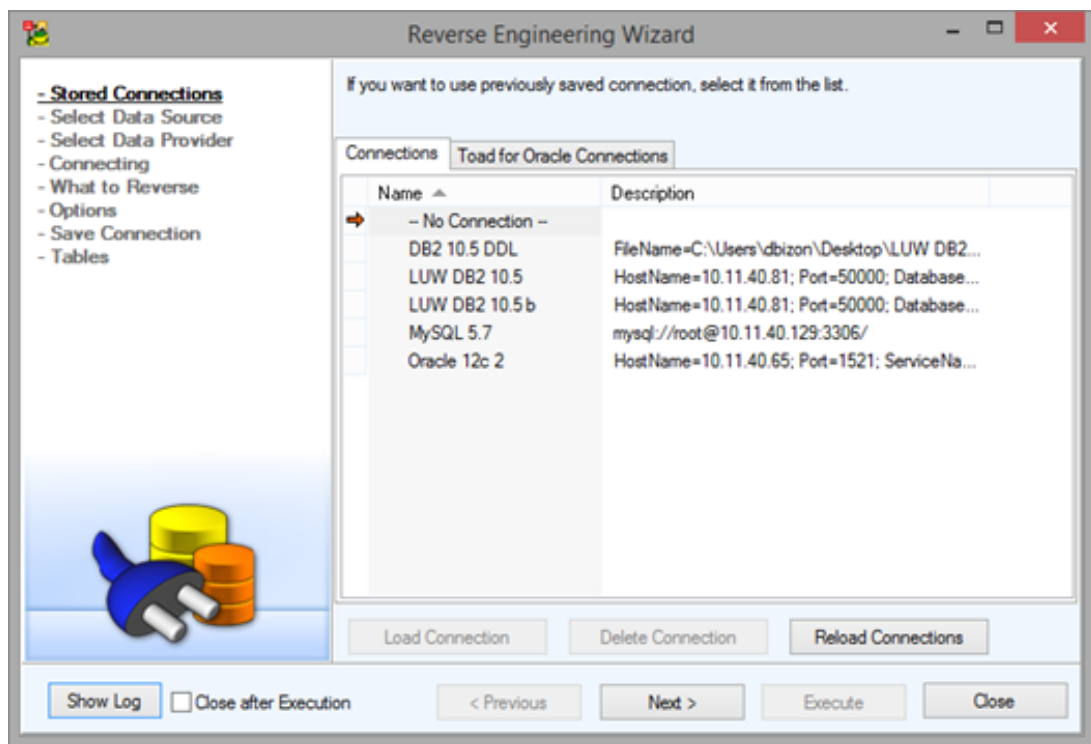 Reverse Engineering Wizard
- Stored Connections
- Select Data Source
- Select Data Provider
- Connecting
- What to Reverse
- Options
- Save Connection
- Tables
If you want to use previously saved connection, select it from the list.
Connections Toad for Oracle Connections
Name Description
-- No Connection --
DB2 10.5 DDL FileName=C:\Users\dbizon\Desktop\LUW DB2...
LUW DB2 10.5 HostName=10.11.40.81; Port=50000; Database...
LUW DB2 10.5 b HostName=10.11.40.81; Port=50000; Database...
MySQL 5.7 mysql://root@10.11.40.129:3306/
Oracle 12c 2 HostName=10.11.40.65; Port=1521; ServiceNa...
Load Connection Delete Connection Reload Connections
Show Log Close after Execution < Previous Next > Execute Close